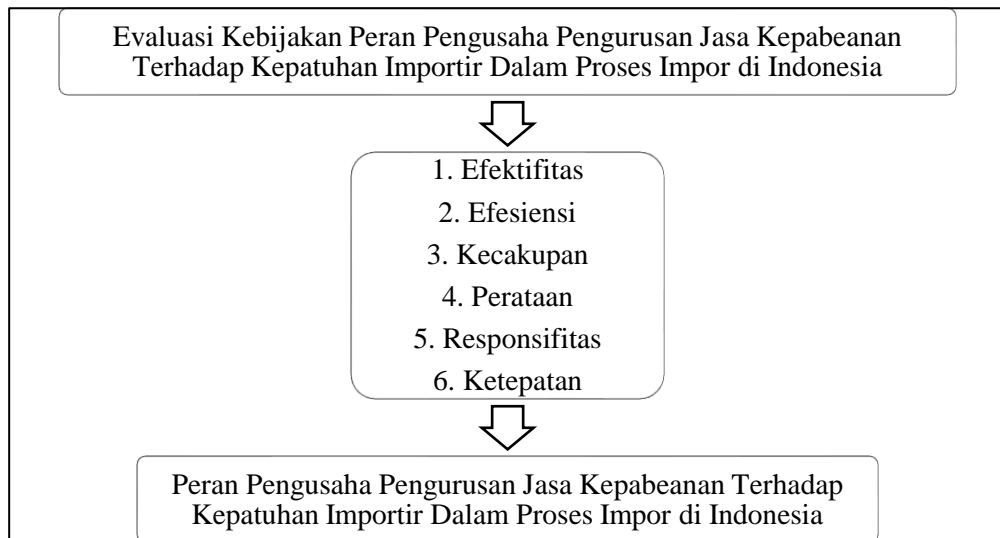 Evaluasi Kebijakan Peran Pengusaha Pengurusan Jasa Kepabeanan
Terhadap Kepatuhan Importir Dalam Proses Impor di Indonesia
1. Efektifitas
2. Efesiensi
3. Kecakupan
4. Perataan
5. Responsifitas
6. Ketepatan
Peran Pengusaha Pengurusan Jasa Kepabeanan Terhadap
Kepatuhan Importir Dalam Proses Impor di Indonesia